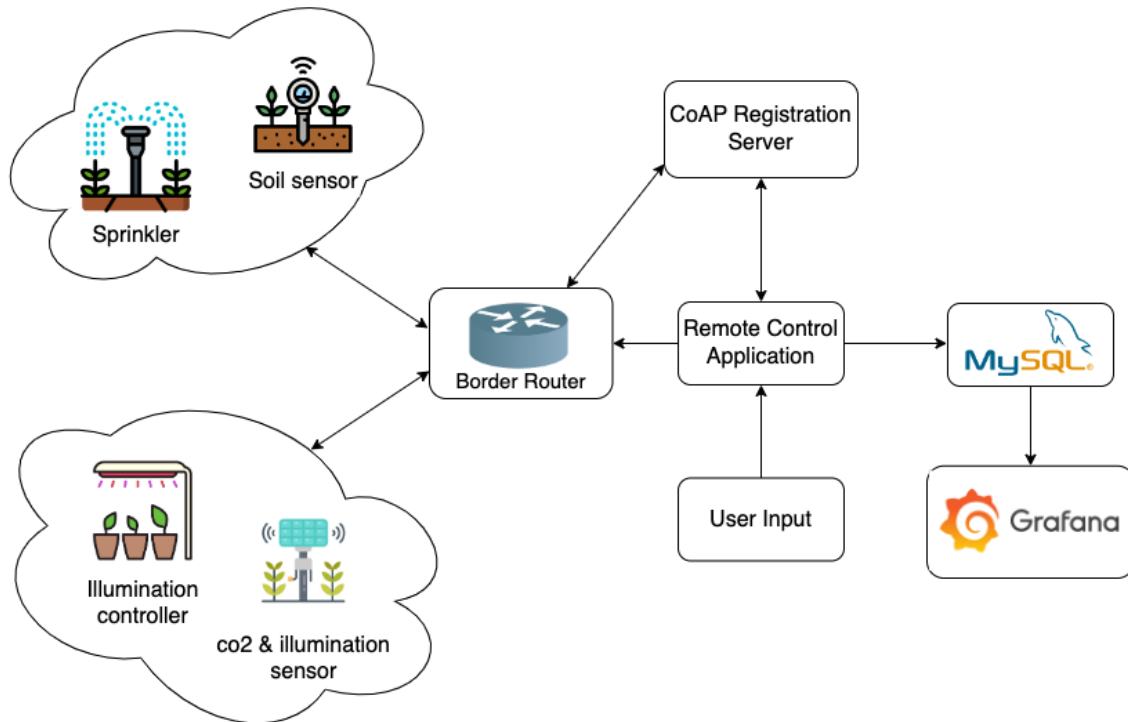 Soil sensor
Sprinkler
CoAP Registration
Server
Border Router
Remote Control
Application
MySQL®
User Input
Grafana
Illumination
controller
co2 & illumination
sensor